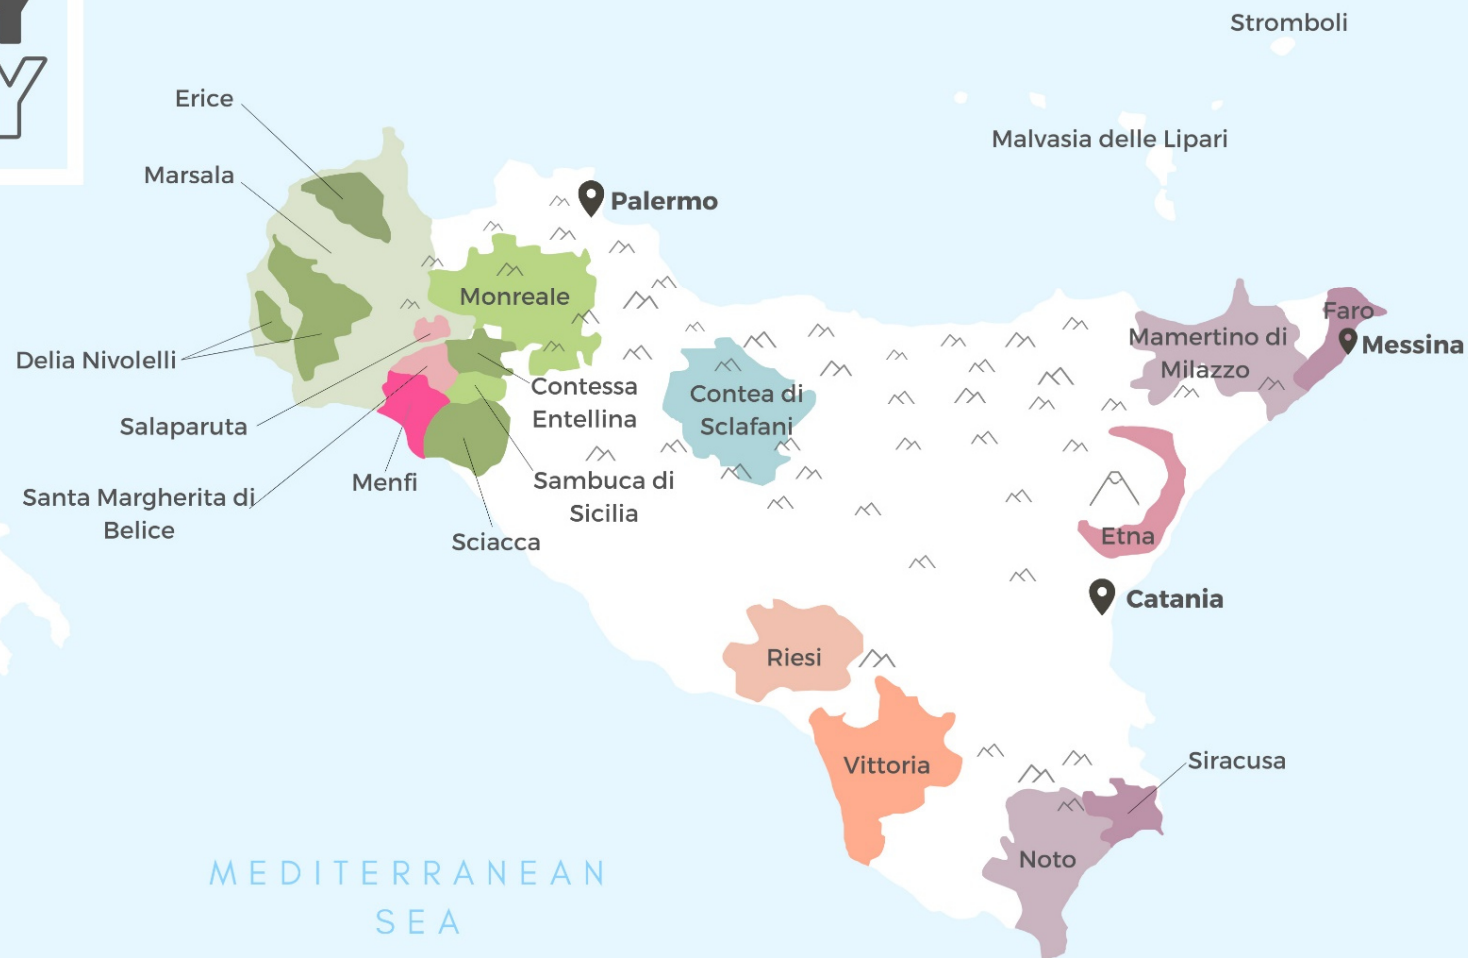 Y
Y
Stromboli
Erice
Malvasia delle Lipari
Marsala
Palermo
Monreale
Faro
Mamertino di
Milazzo
Messina
Delia Nivolelli
Contessa
Entellina
Contea di
Sclafani
Salaparuta
Menfi
Sambuca di
Sicilia
Santa Margherita di
Belice
Sciacca
Etna
Catania
Riesi
Vittoria
Siracusa
Noto
MEDITERRANEAN
SEA